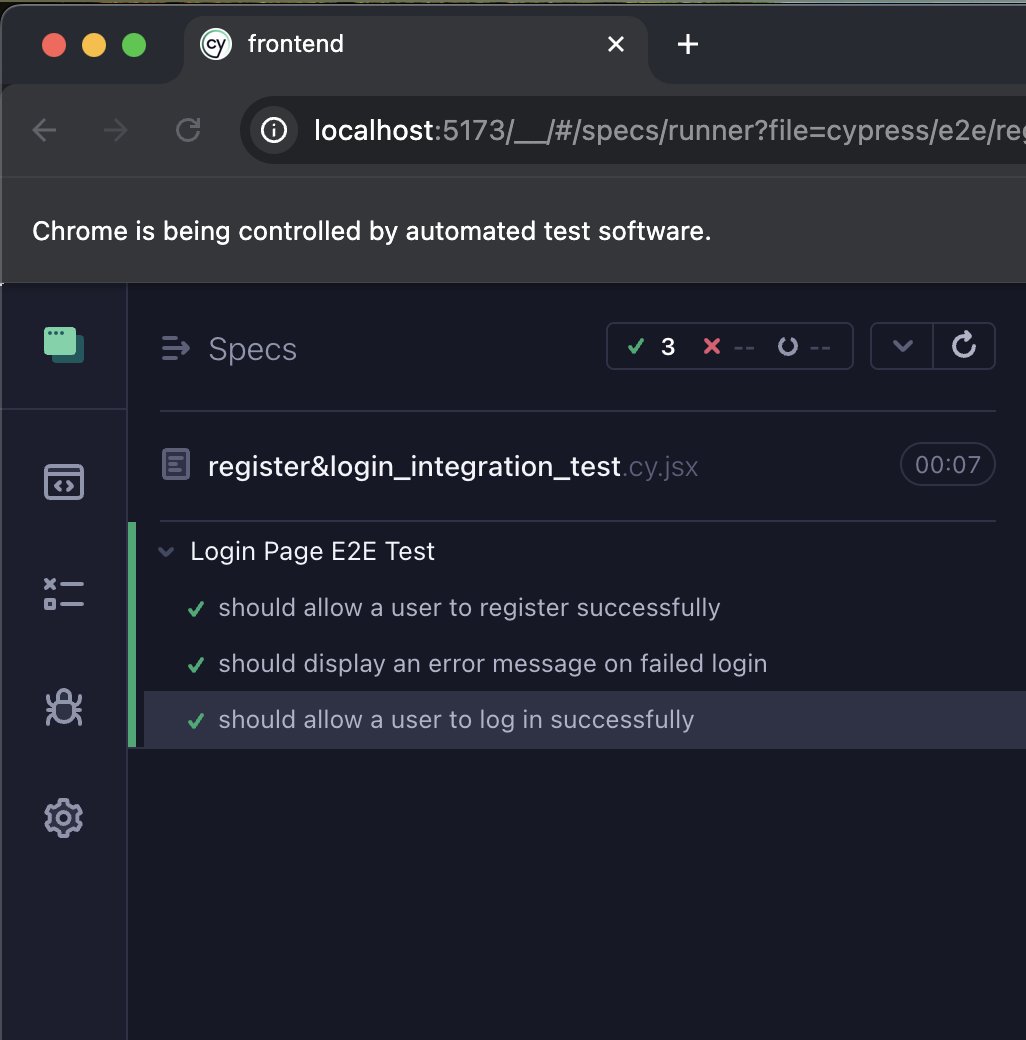 cy frontend
localhost:5173/__/#/specs/runner?file=cypress/e2e/reg
Chrome is being controlled by automated test software.
Specs 3 -- --
register&login_integration_test.cy.jsx 00:07
Login Page E2E Test
should allow a user to register successfully
should display an error message on failed login
should allow a user to log in successfully